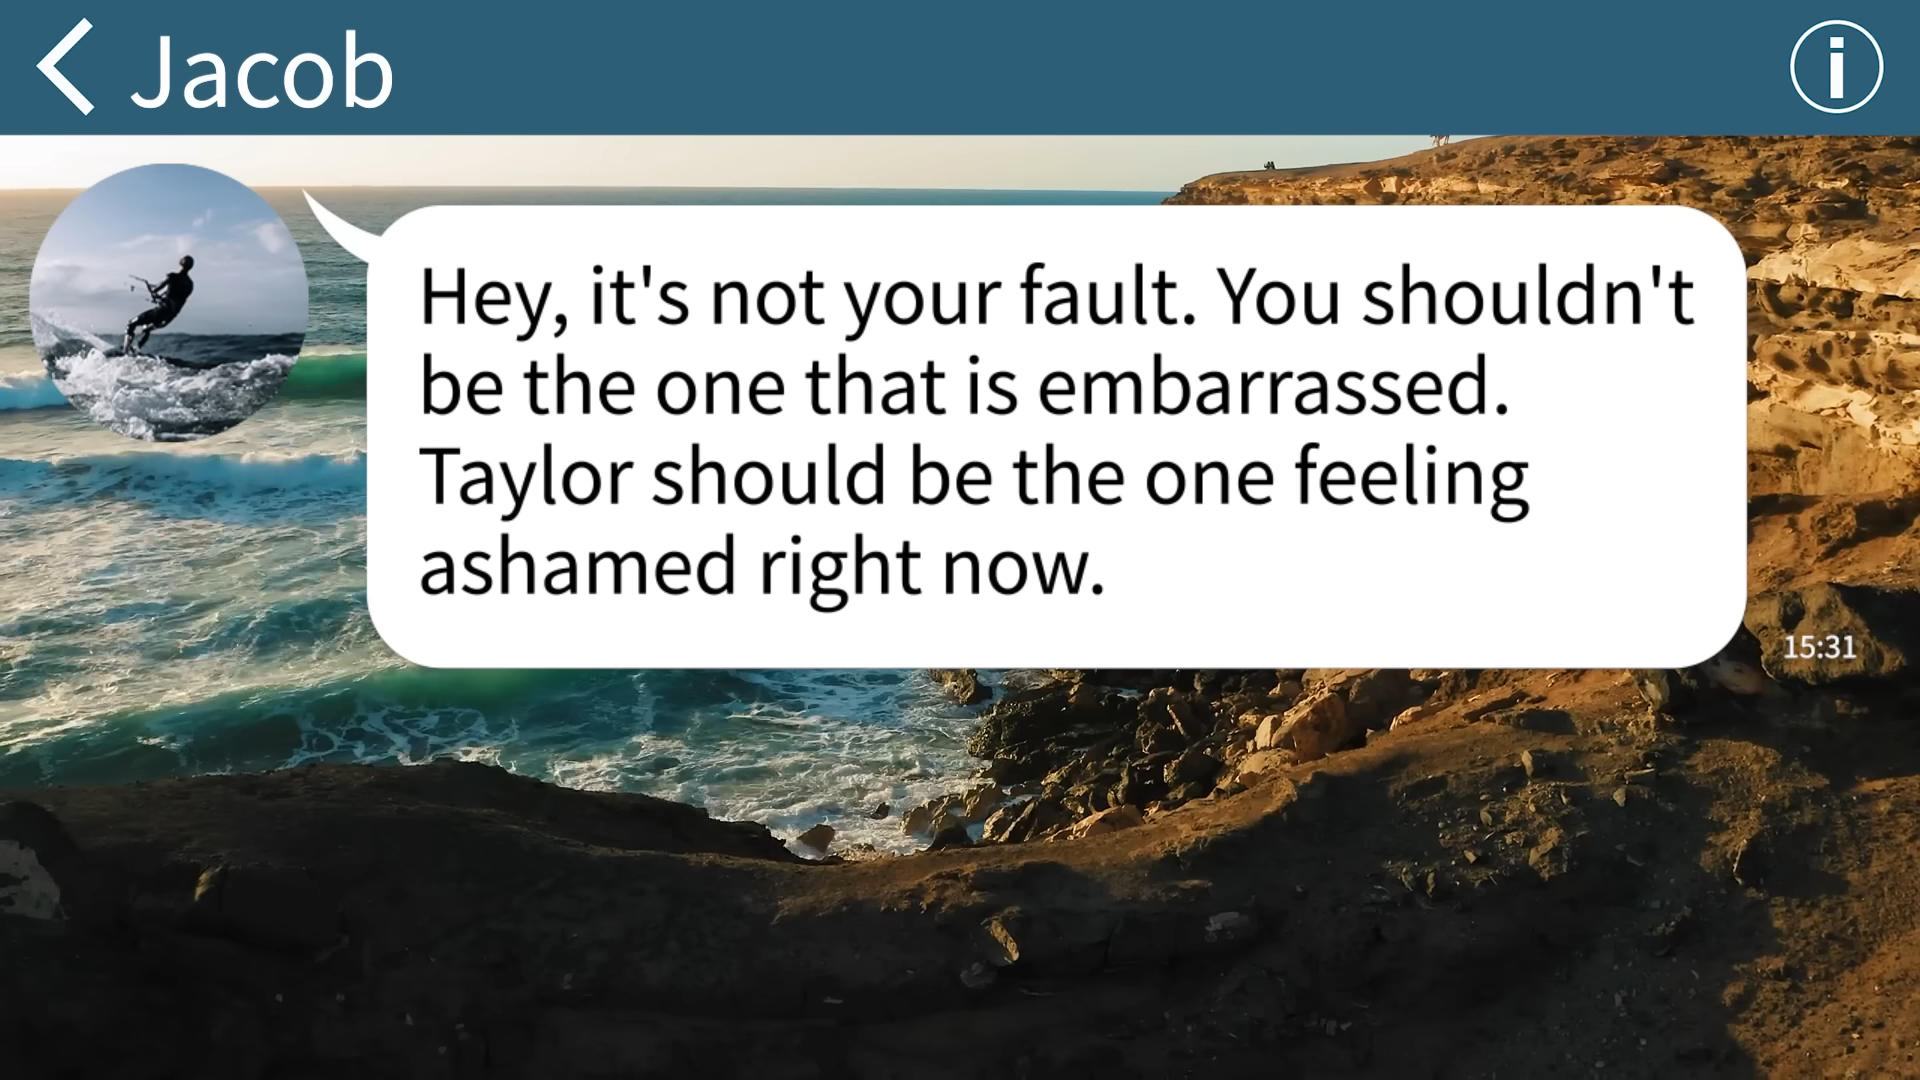 Jacob
Hey, it's not your fault. You shouldn't
be the one that is embarrassed.
Taylor should be the one feeling
ashamed right now.
15:31